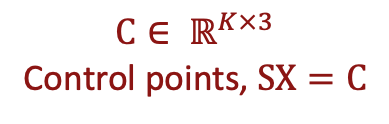 C ∈ ℝ^{K×3}
Control points, SX = C